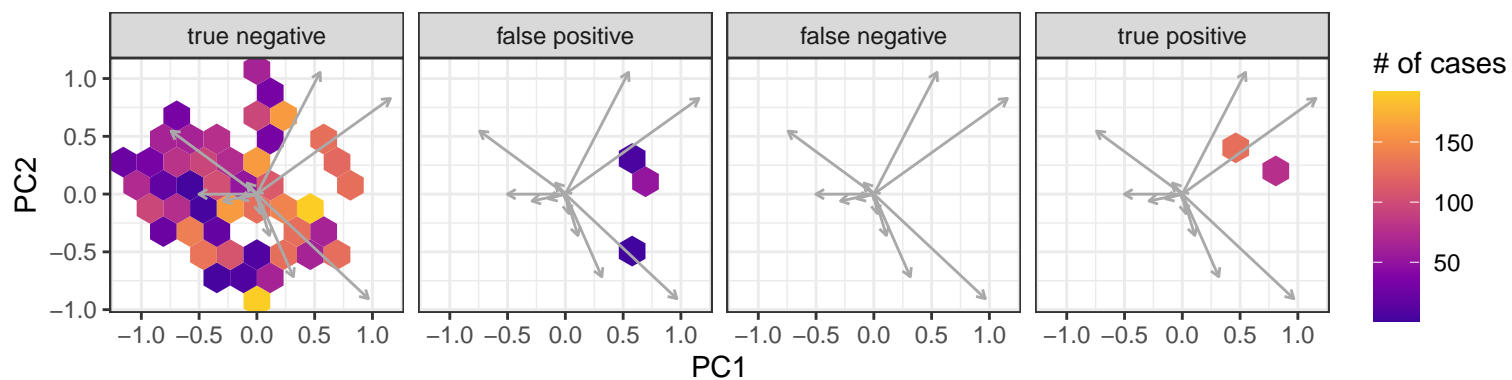 true negative false positive false negative true positive
# of cases
150
100
50
PC2
1.0
0.5
0.0
−0.5
−1.0
−1.0 −0.5 0.0 0.5 1.0 −1.0 −0.5 0.0 0.5 1.0 −1.0 −0.5 0.0 0.5 1.0 −1.0 −0.5 0.0 0.5 1.0
PC1